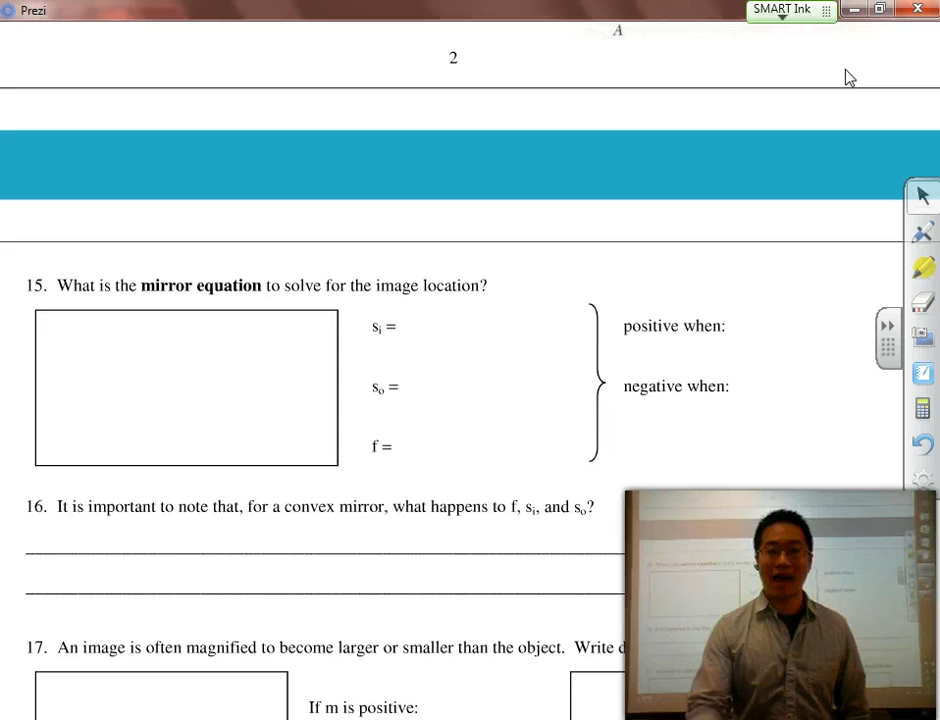 Prezi
SMART Ink
A
2
15. What is the mirror equation to solve for the image location?
sᵢ =
positive when:
sₒ =
negative when:
f =
16. It is important to note that, for a convex mirror, what happens to f, sᵢ, and sₒ?
17. An image is often magnified to become larger or smaller than the object. Write d
If m is positive: